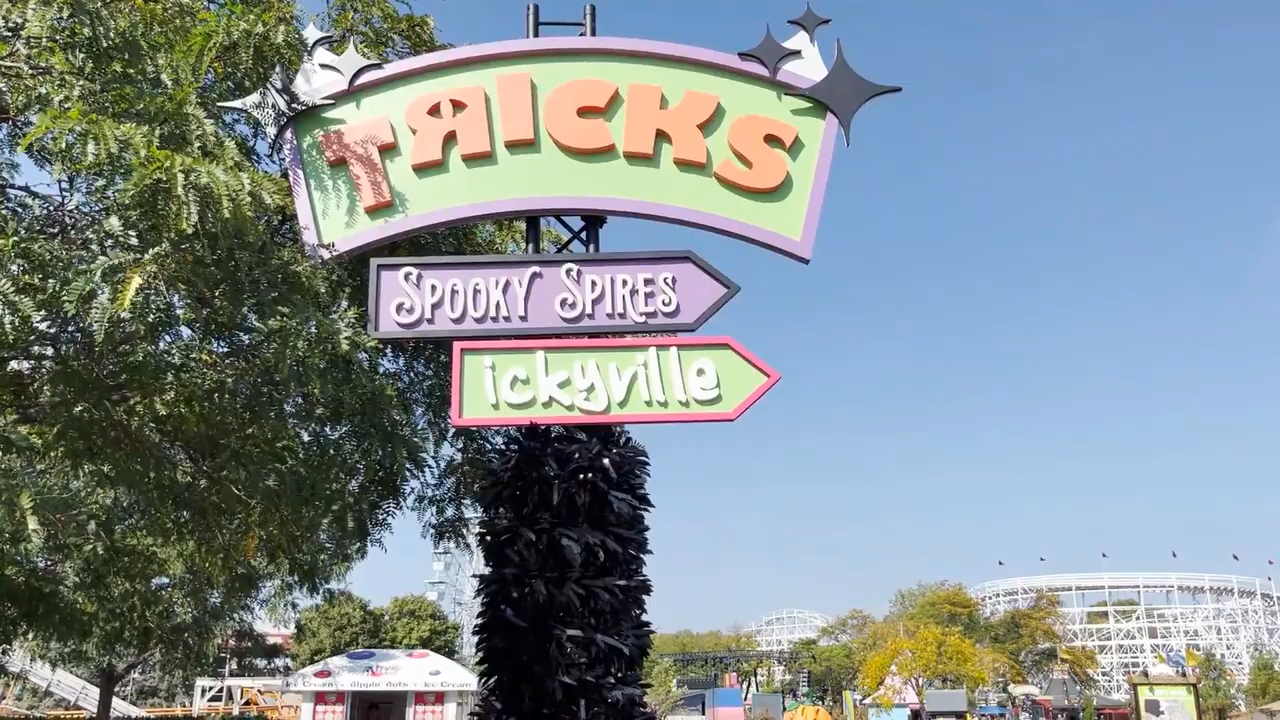 TRICKS
SPOOKY SPIRES
ickyville
Ice Cream • dippin' dots • Ice Cream